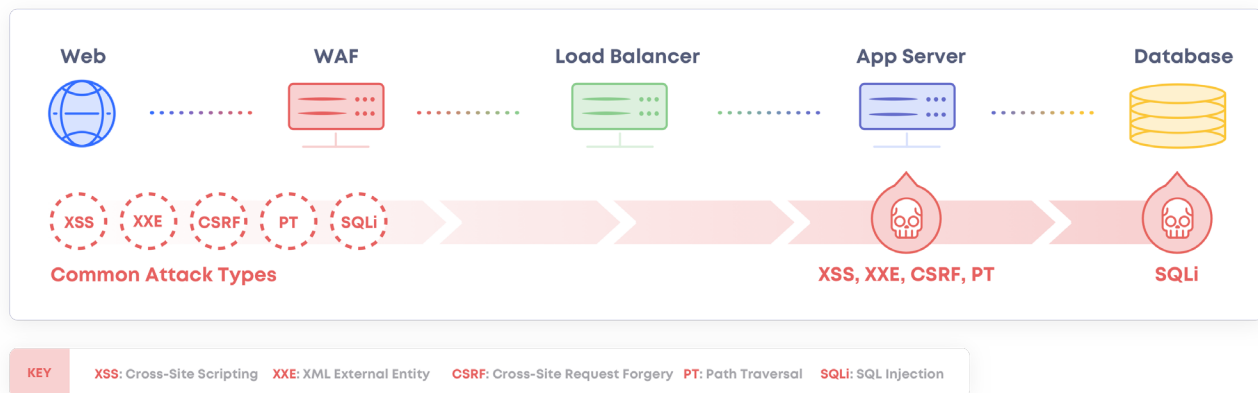 Web WAF Load Balancer App Server Database
XSS XXE CSRF PT SQLi
Common Attack Types XSS, XXE, CSRF, PT SQLi
KEY XSS: Cross-Site Scripting XXE: XML External Entity CSRF: Cross-Site Request Forgery PT: Path Traversal SQLi: SQL Injection